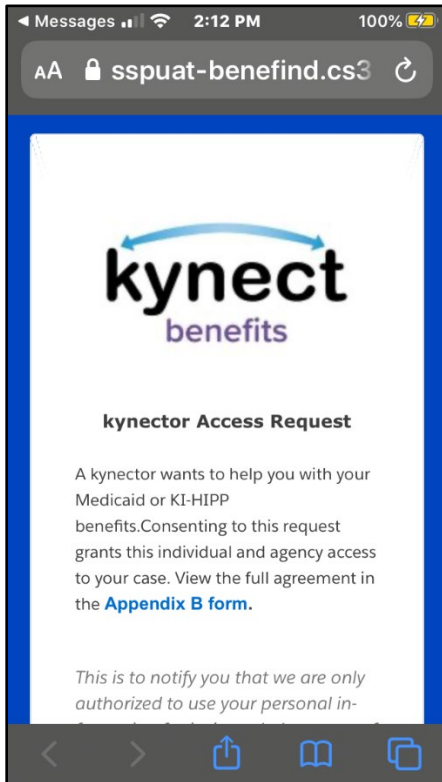 Messages 2:12 PM 100%
AA sspuat-benefind.cs3
kynect
benefits
kynector Access Request
A kynector wants to help you with your
Medicaid or KI-HIPP
benefits.Consenting to this request
grants this individual and agency access
to your case. View the full agreement in
the Appendix B form.
This is to notify you that we are only
authorized to use your personal in-